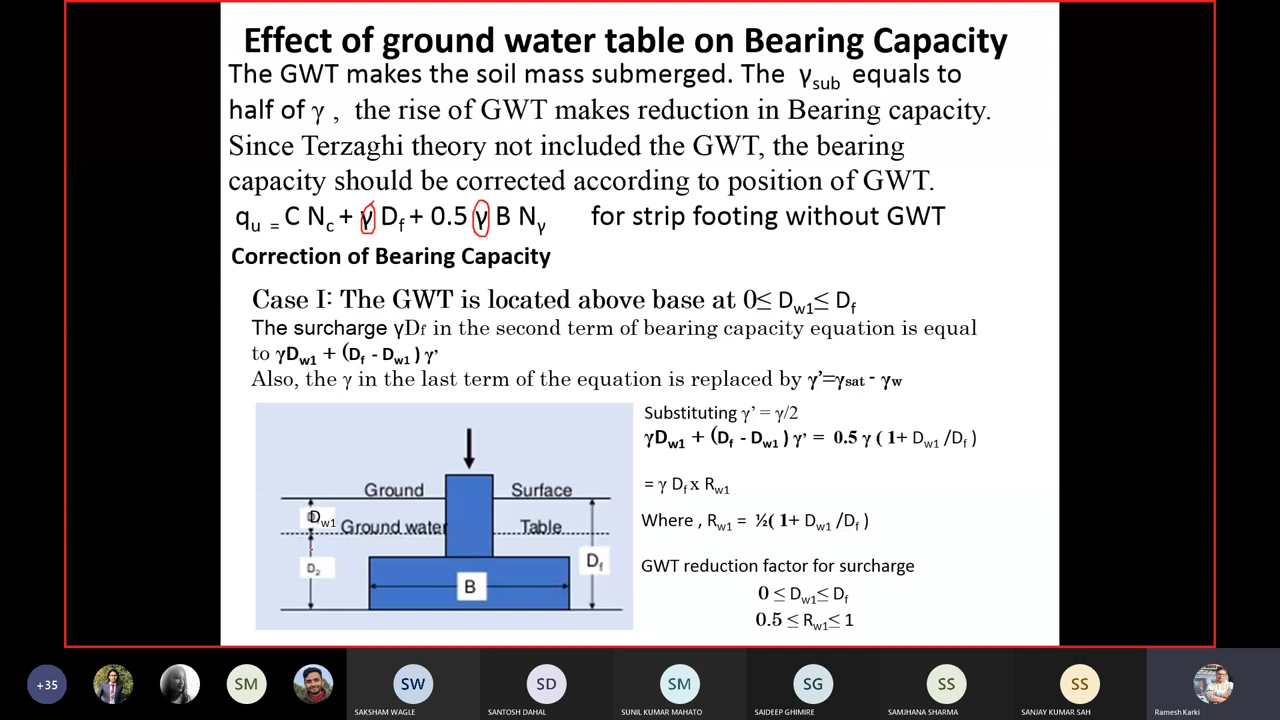 Effect of ground water table on Bearing Capacity
The GWT makes the soil mass submerged. The γsub equals to
half of γ , the rise of GWT makes reduction in Bearing capacity.
Since Terzaghi theory not included the GWT, the bearing
capacity should be corrected according to position of GWT.
qu = C Nc + γ Df + 0.5 γ B Nγ for strip footing without GWT
Correction of Bearing Capacity
Case I: The GWT is located above base at 0≤ Dw1≤ Df
The surcharge γDf in the second term of bearing capacity equation is equal
to γDw1 + (Df - Dw1 ) γ’
Also, the γ in the last term of the equation is replaced by γ’=γsat - γw
Substituting γ’ = γ/2
γDw1 + (Df - Dw1 ) γ’ = 0.5 γ ( 1+ Dw1 /Df )
= γ Df x Rw1
Where , Rw1 = ½( 1+ Dw1 /Df )
GWT reduction factor for surcharge
0 ≤ Dw1≤ Df
0.5 ≤ Rw1≤ 1
Ground Surface
Dw1 Ground water Table
D2
Df
B
+35
SM
SW
SD
SM
SG
SS
SS
SAKSHAM WAGLE
SANTOSH DAHAL
SUNIL KUMAR MAHATO
SAIDEEP GHIMIRE
SAMJHANA SHARMA
SANJAY KUMAR SAH
Ramesh Karki